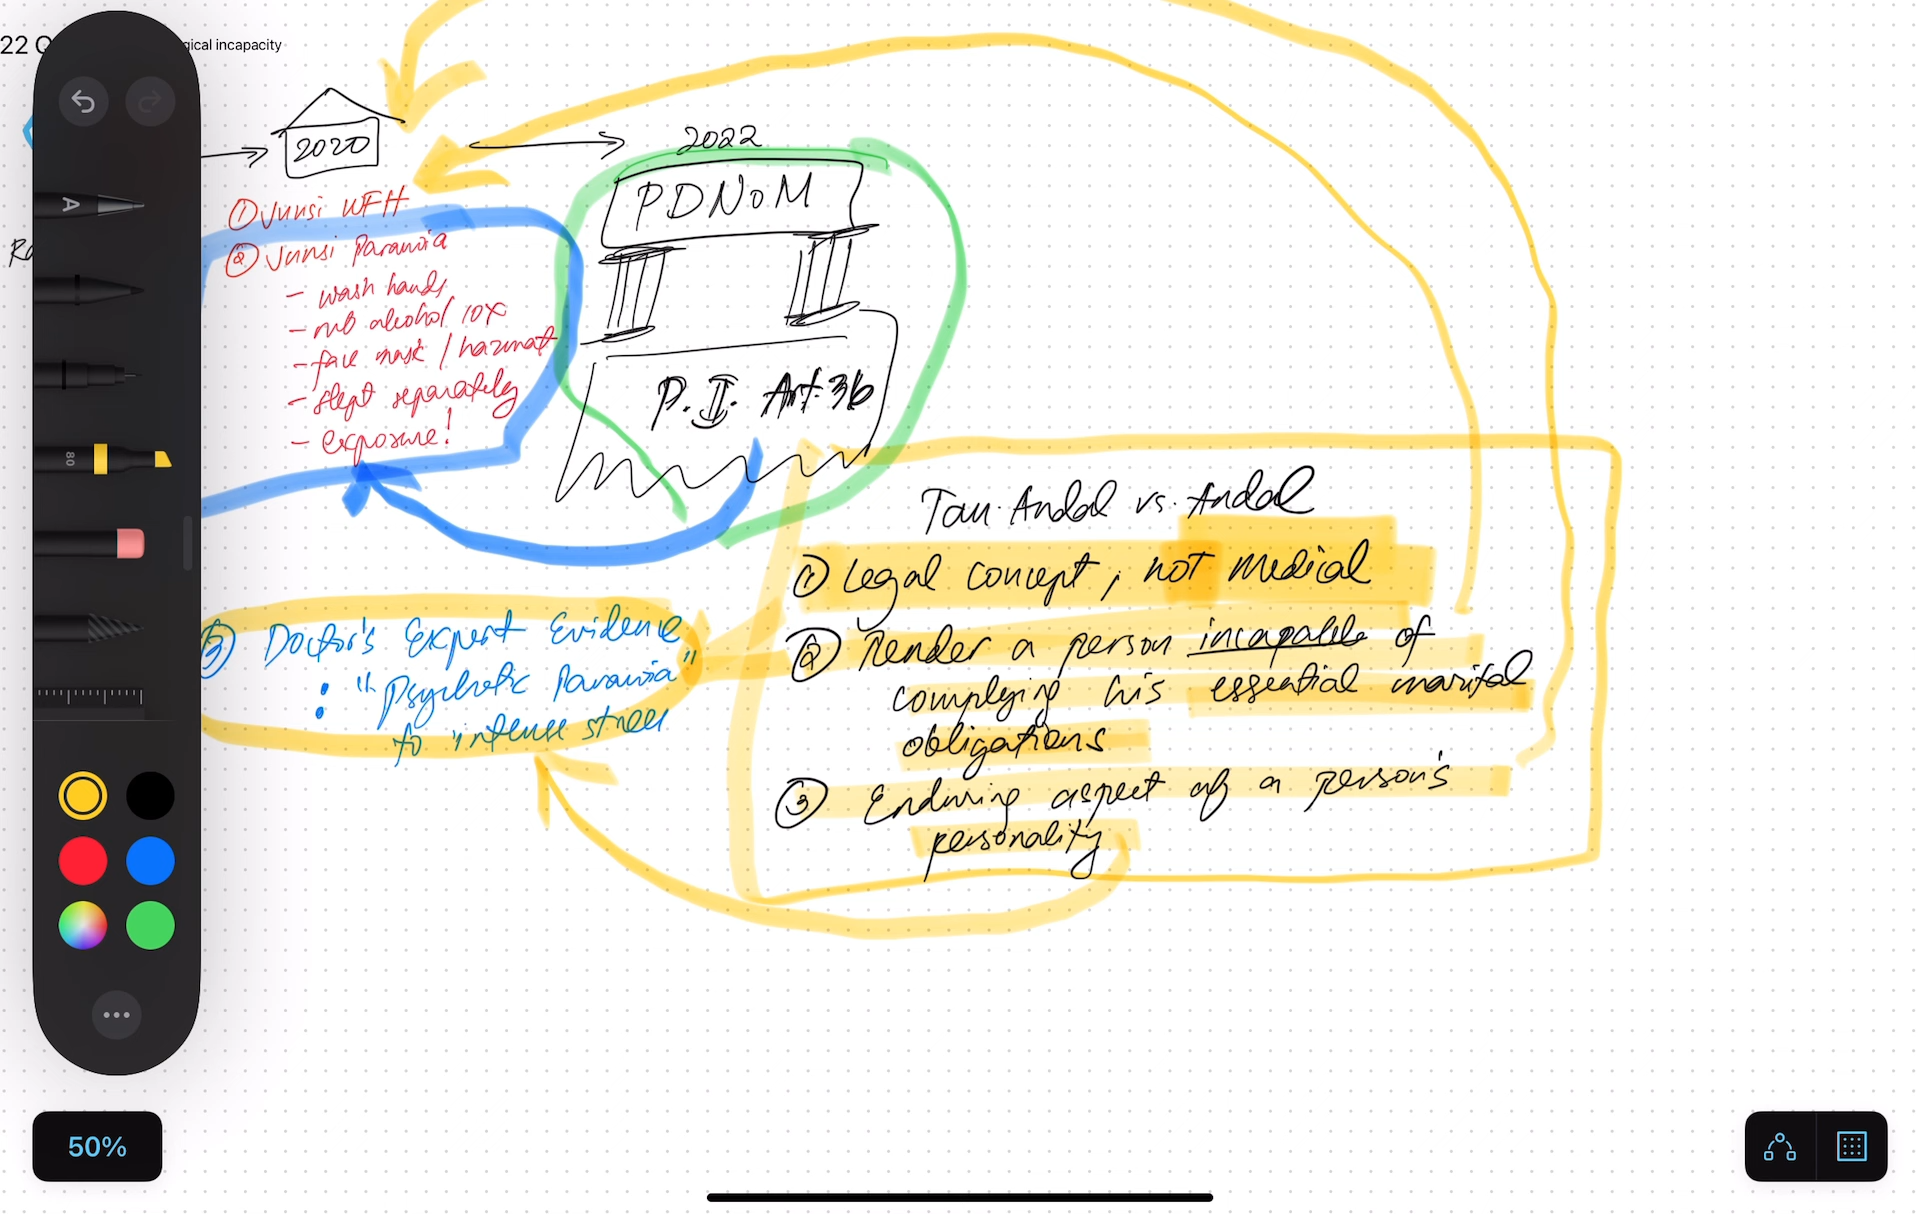 22 Q
gical incapacity
2020
2022
PDNoM
① Junsi WFH
② Junsi Paranoia
- wash hands
- rub alcohol 10x
- face mask / hazmat
- slept separately
- exposure!
P.I. Art. 36
Tan-Andal vs. Andal
① Legal concept, not Medical
② Render a person incapable of
complying his essential marital
obligations
③ Enduring aspect of a person's
personality
③ Doctor's Expert Evidence
: "Psychotic Paranoia"
to intense stress
A
80
50%